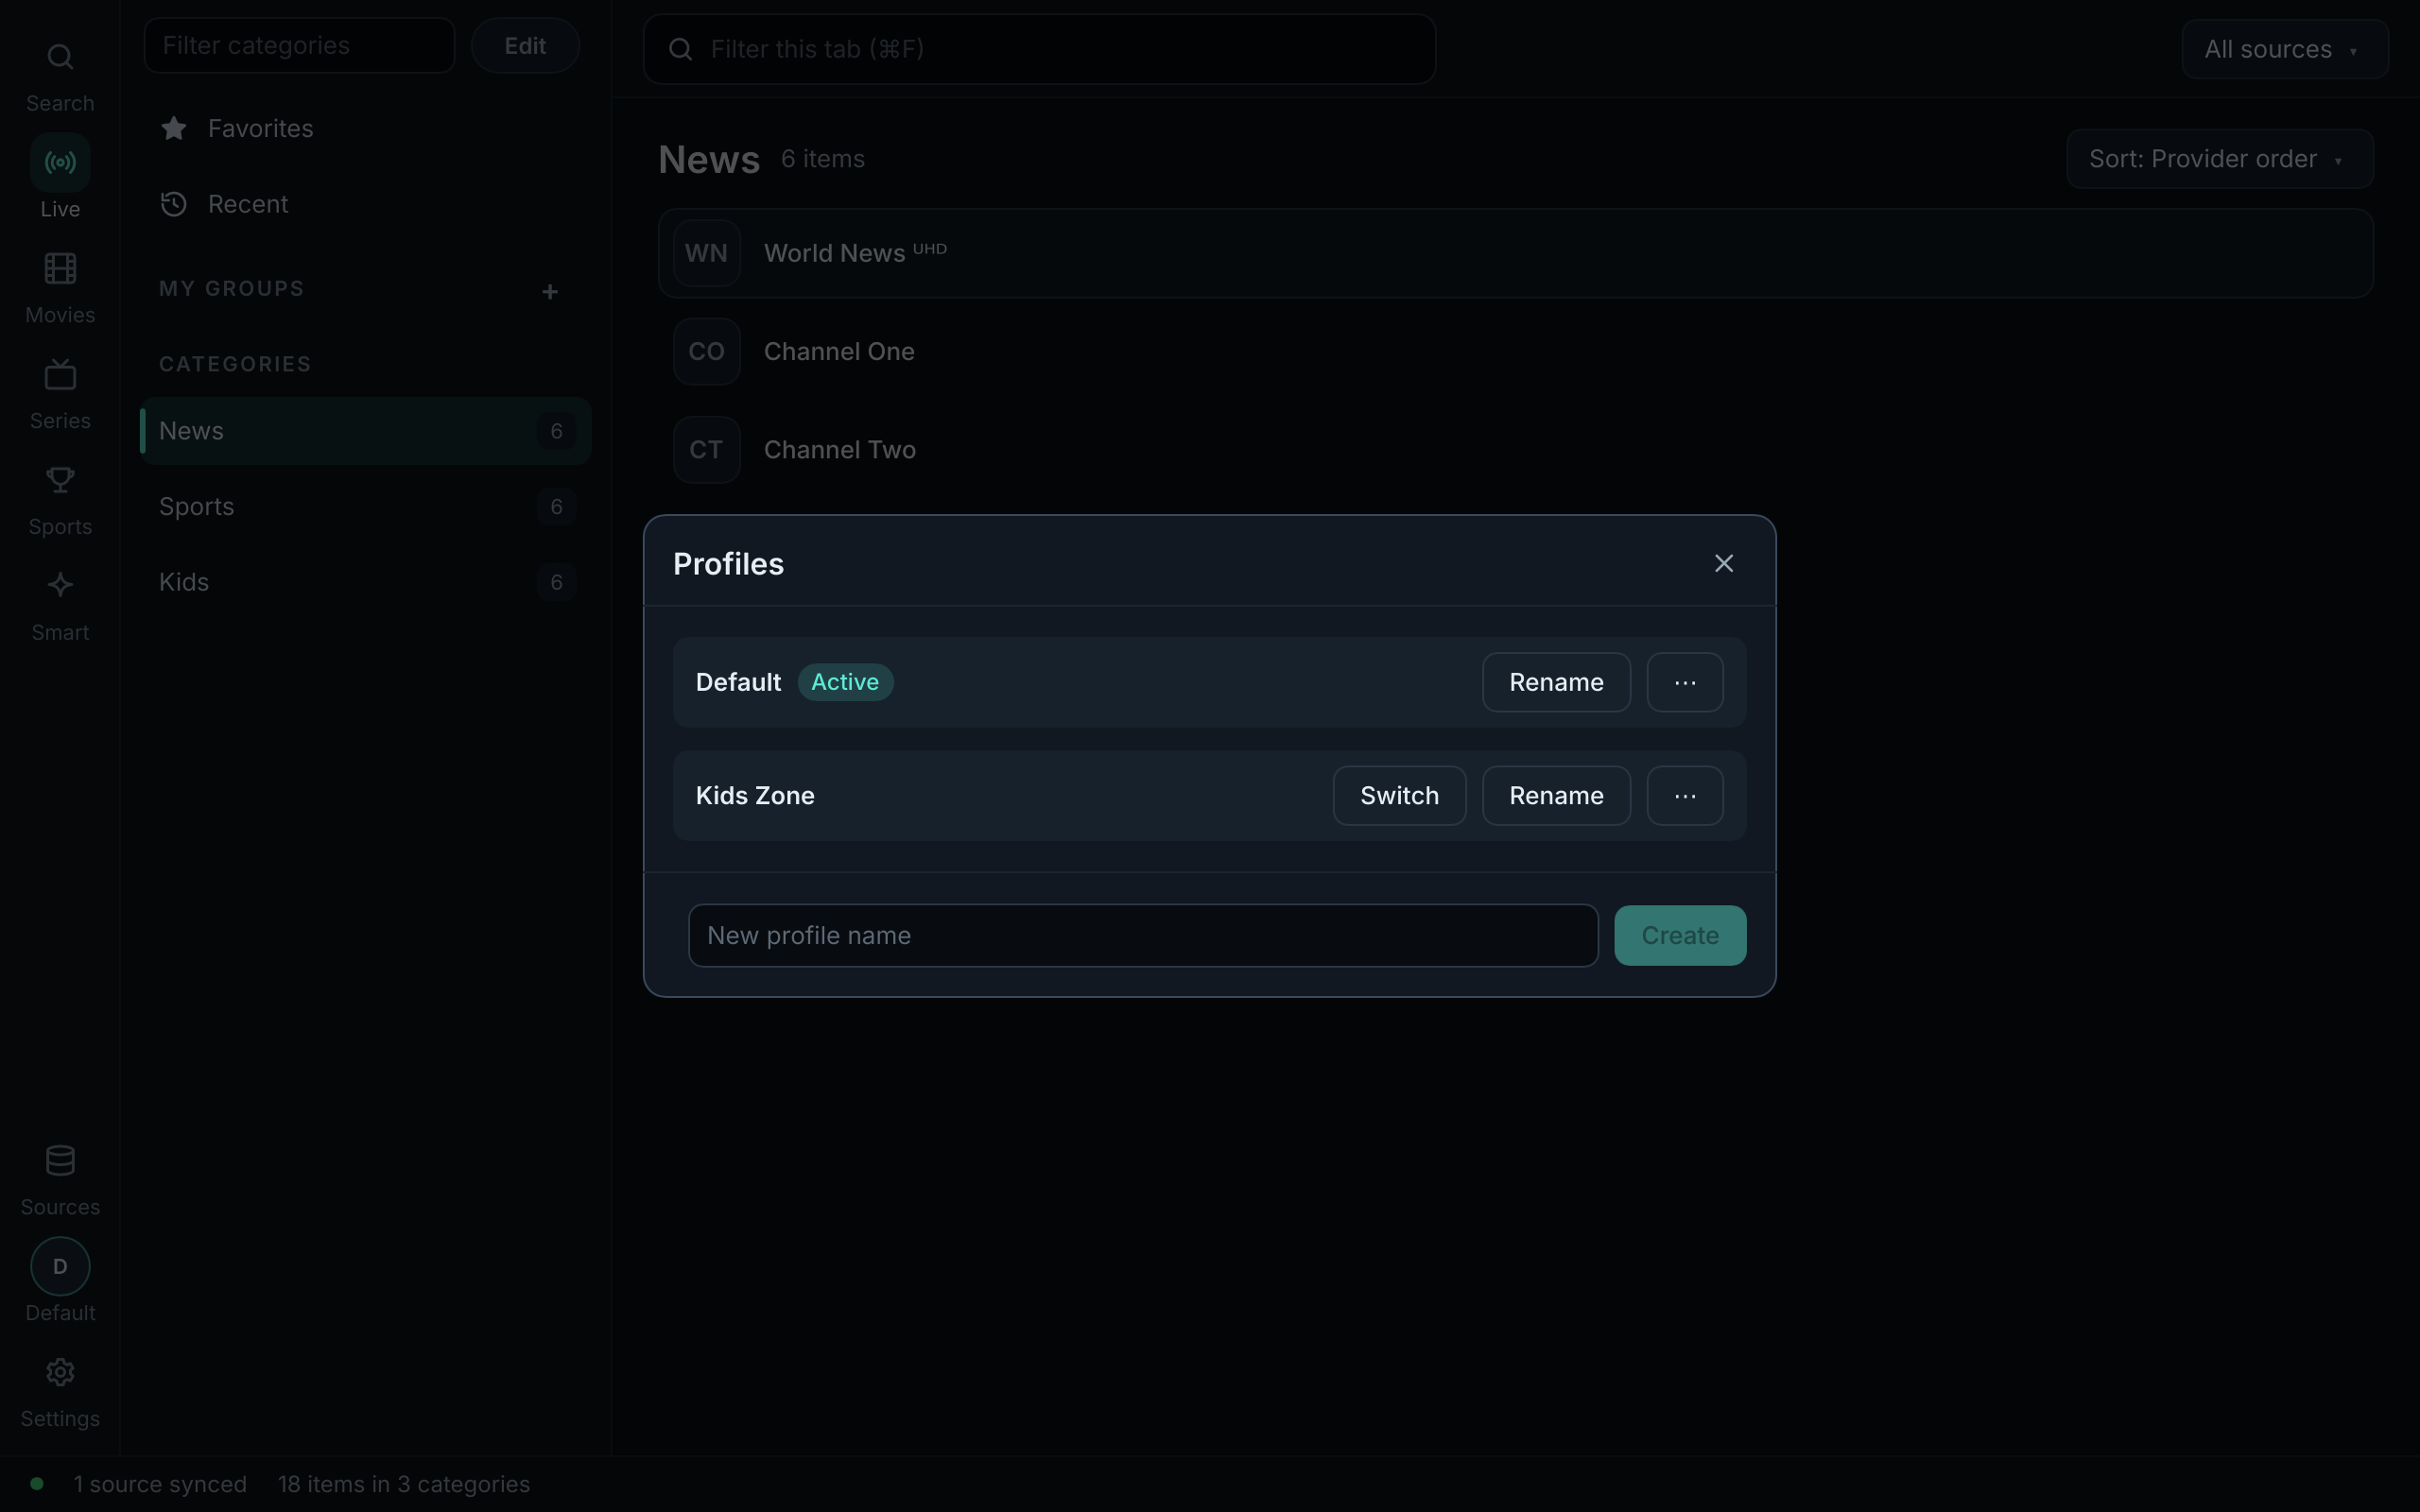 Search
Live
Movies
Series
Sports
Smart
Sources
D
Default
Settings
Filter categories
Edit
Favorites
Recent
MY GROUPS +
CATEGORIES
News 6
Sports 6
Kids 6
Filter this tab (⌘F)
All sources
News 6 items
Sort: Provider order
WN World News ᵁᴴᴰ
CO Channel One
CT Channel Two
Profiles
Default Active Rename ...
Kids Zone Switch Rename ...
New profile name Create
1 source synced 18 items in 3 categories